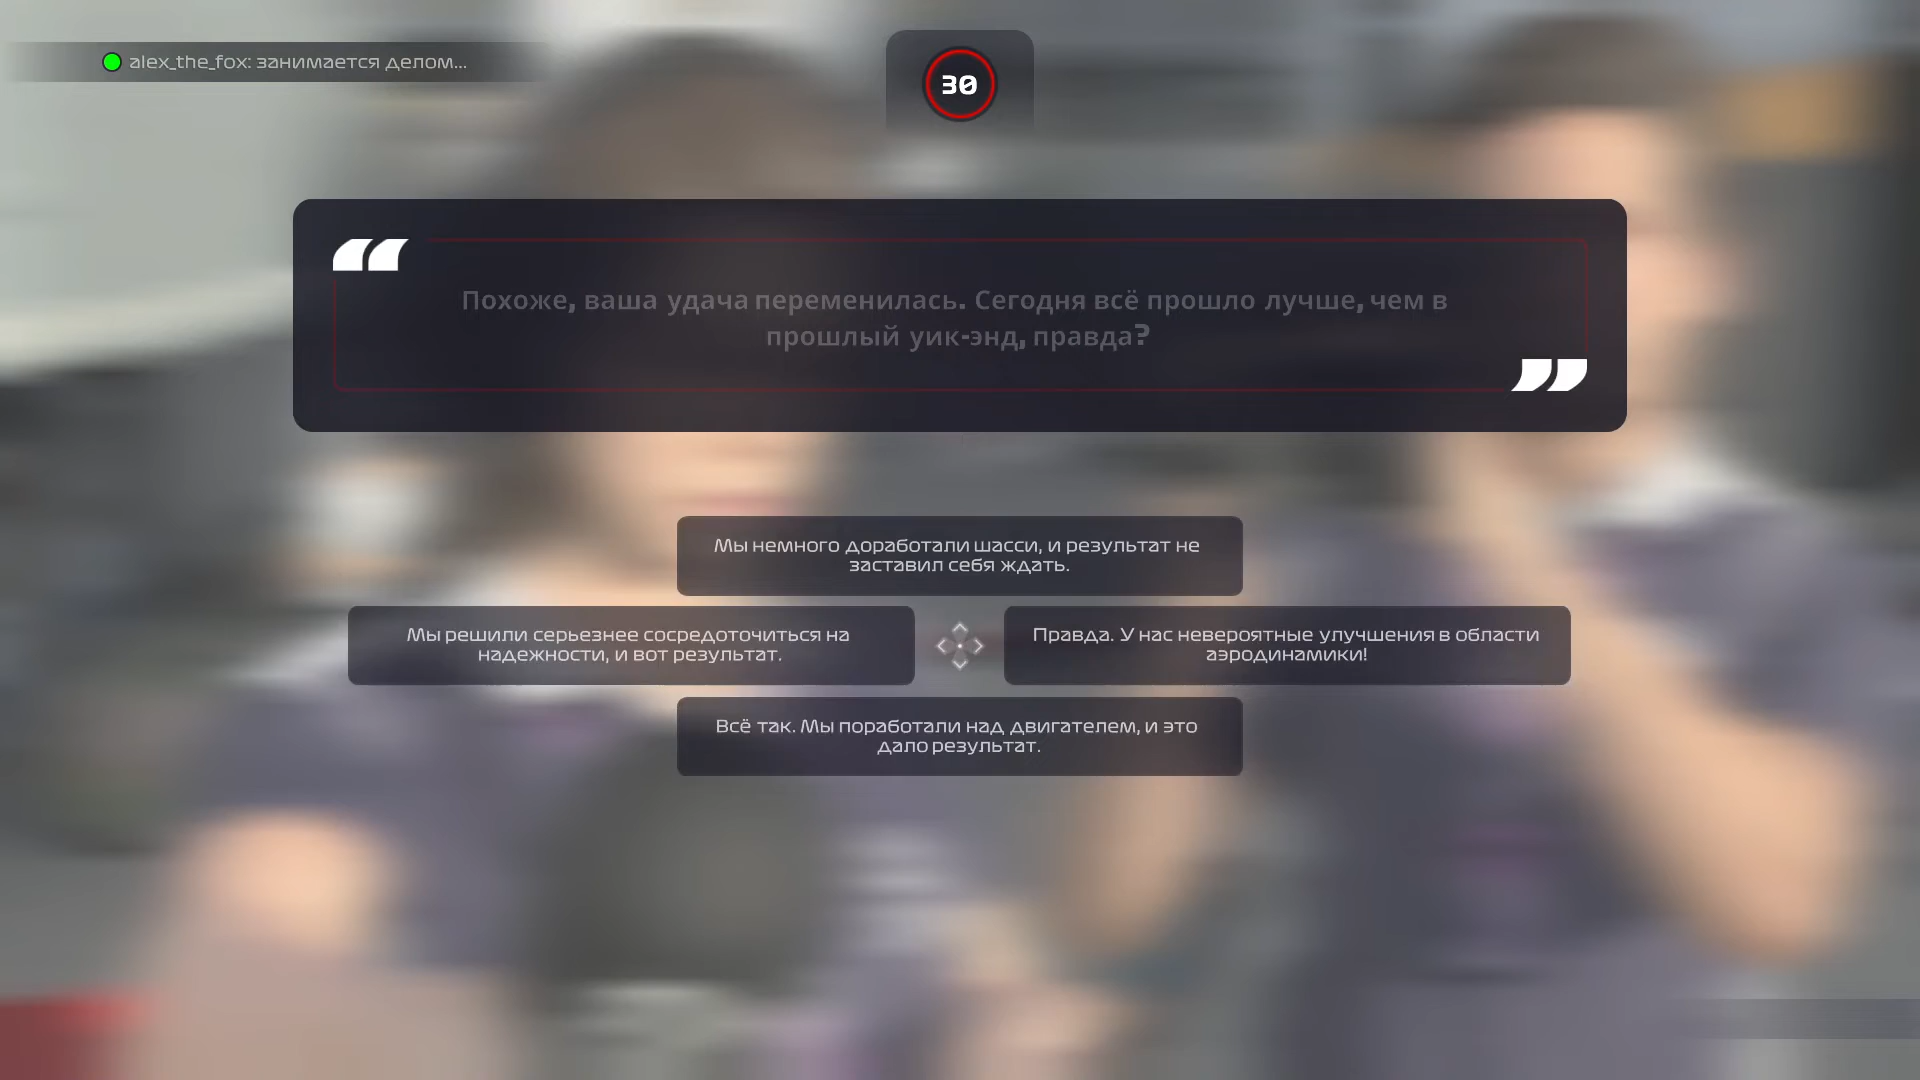 alex_the_fox: занимается делом...
30
Похоже, ваша удача переменилась. Сегодня всё прошло лучше, чем в
прошлый уик-энд, правда?
Мы немного доработали шасси, и результат не
заставил себя ждать.
Мы решили серьезнее сосредоточиться на
надежности, и вот результат.
Правда. У нас невероятные улучшения в области
аэродинамики!
Всё так. Мы поработали над двигателем, и это
дало результат.